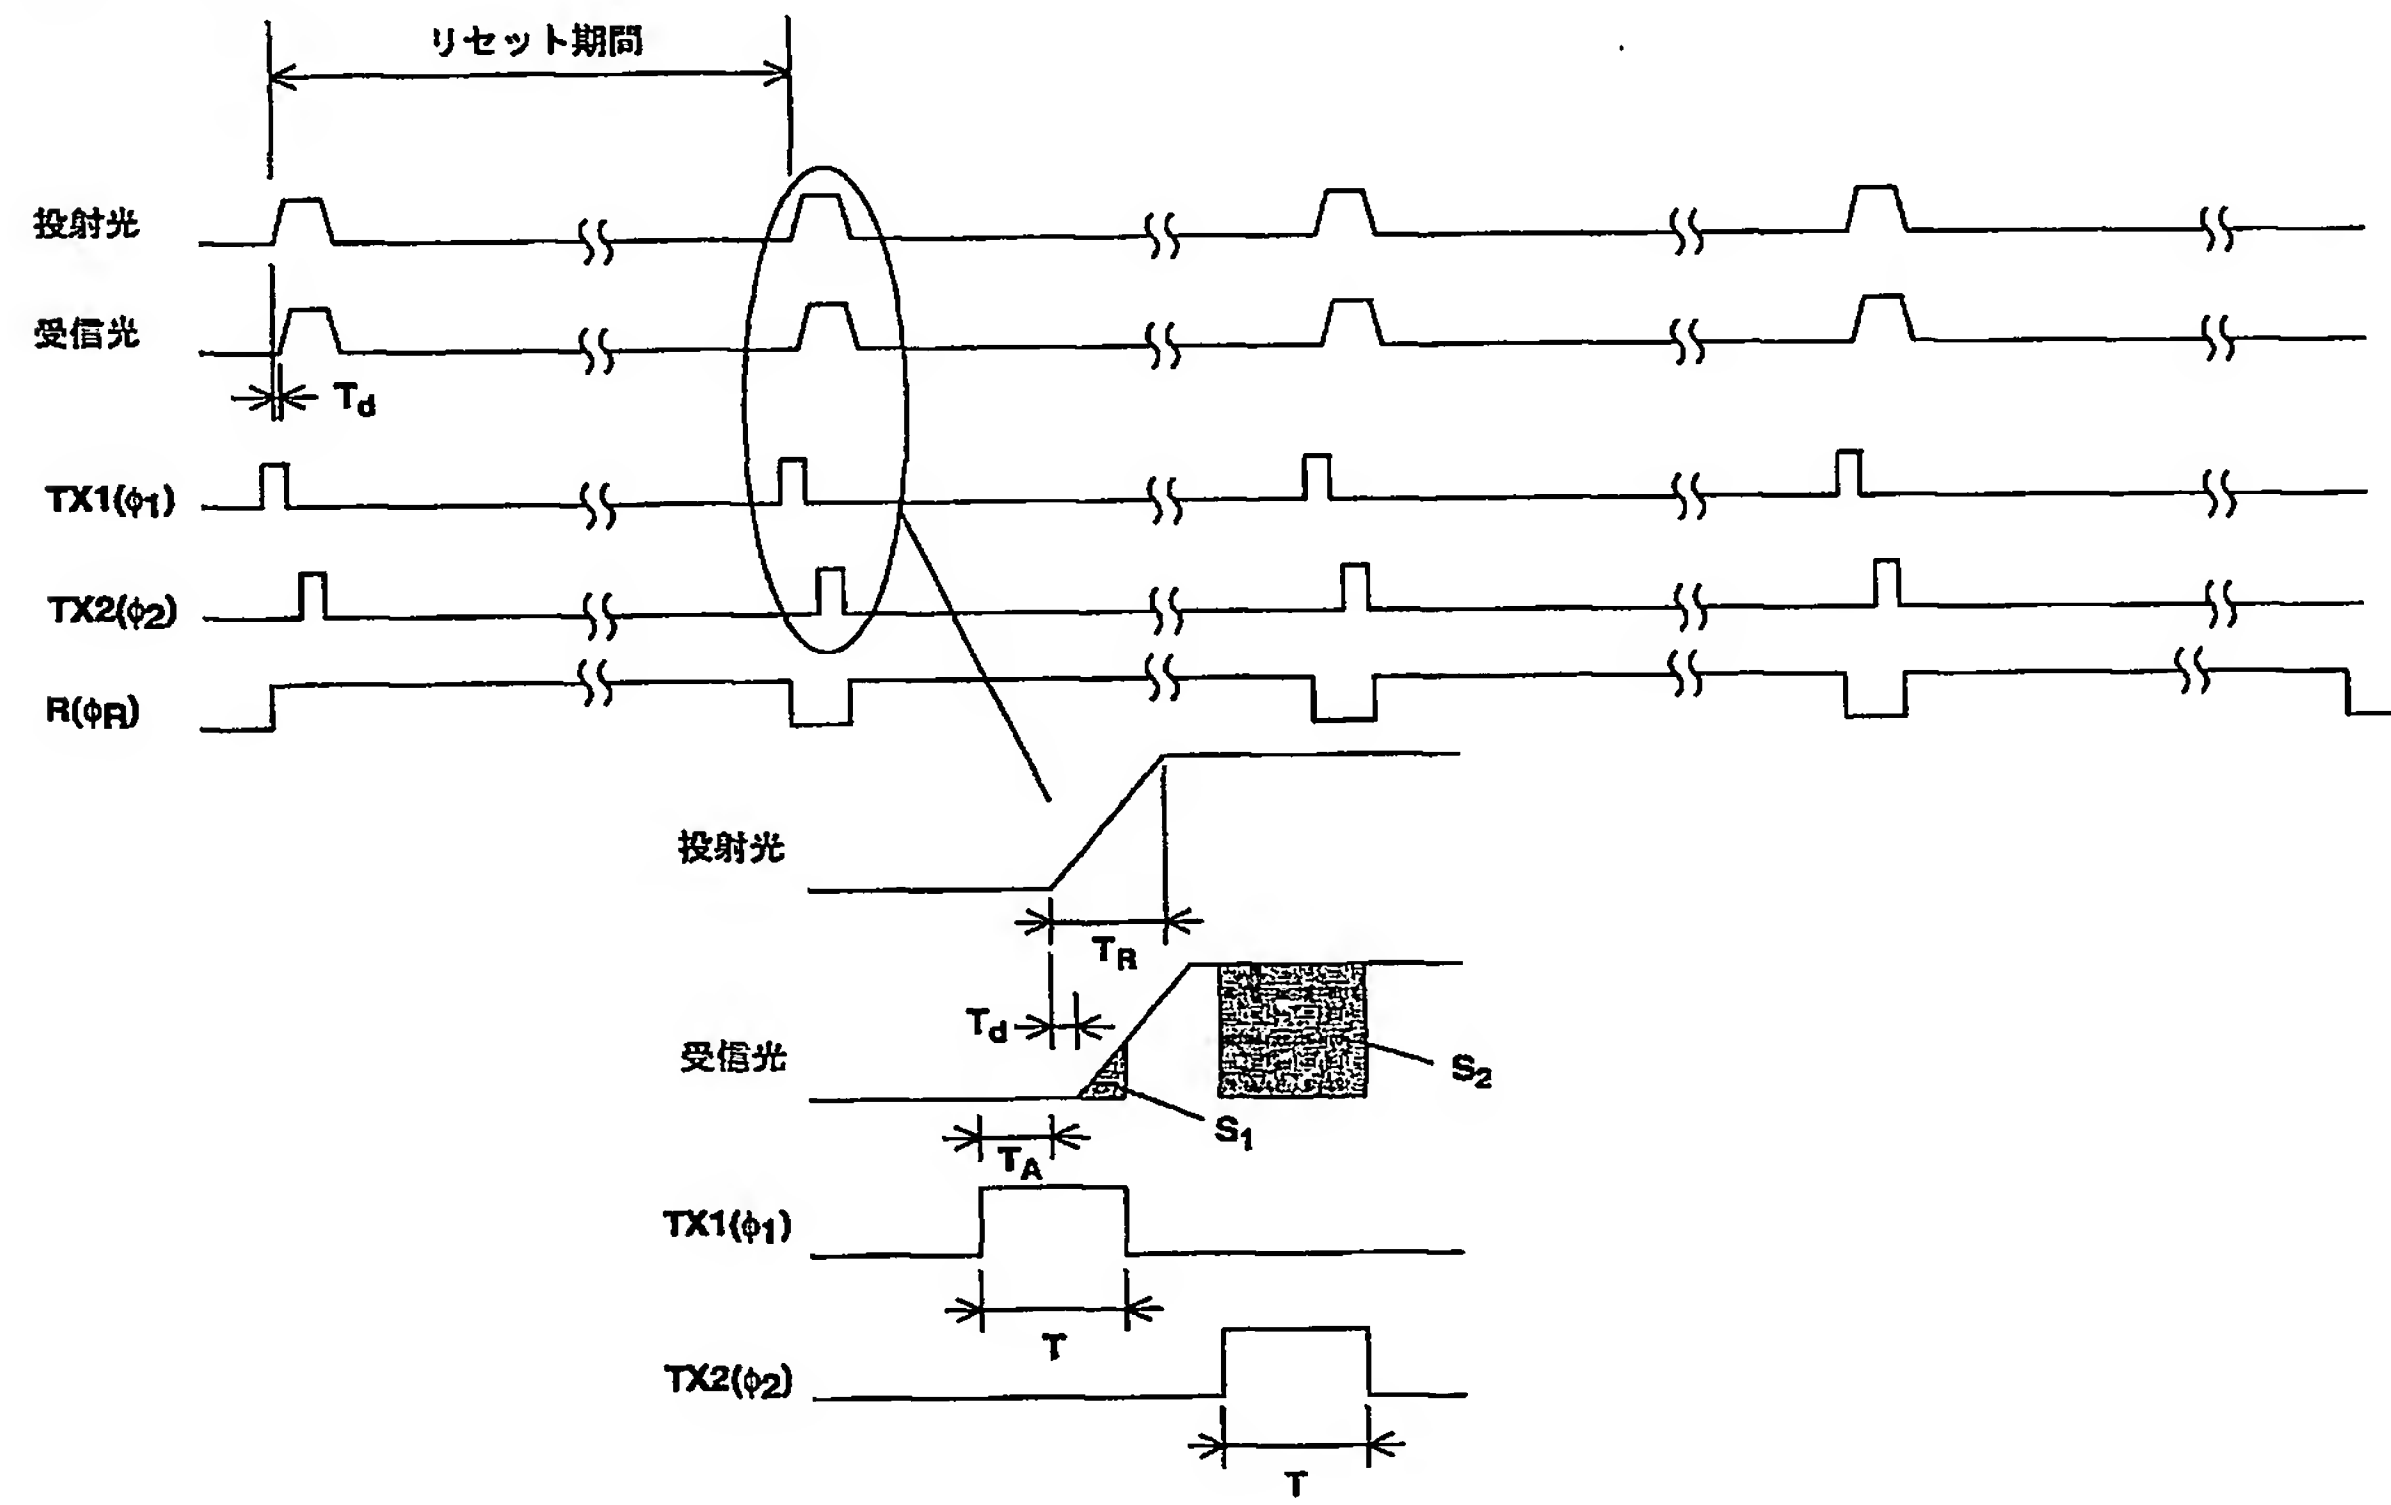 リセット期間
投射光
受信光
Td
TX1(ϕ1)
TX2(ϕ2)
R(ϕR)
投射光
TR
Td
受信光
S2
S1
TA
TX1(ϕ1)
T
TX2(ϕ2)
T